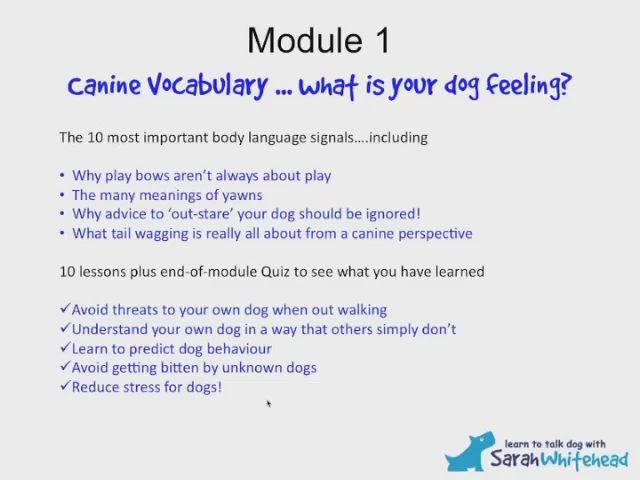 Module 1
Canine Vocabulary ... What is your dog feeling?
The 10 most important body language signals....including
• Why play bows aren't always about play
• The many meanings of yawns
• Why advice to 'out-stare' your dog should be ignored!
• What tail wagging is really all about from a canine perspective
10 lessons plus end-of-module Quiz to see what you have learned
✓Avoid threats to your own dog when out walking
✓Understand your own dog in a way that others simply don't
✓Learn to predict dog behaviour
✓Avoid getting bitten by unknown dogs
✓Reduce stress for dogs!
learn to talk dog with
Sarah Whitehead